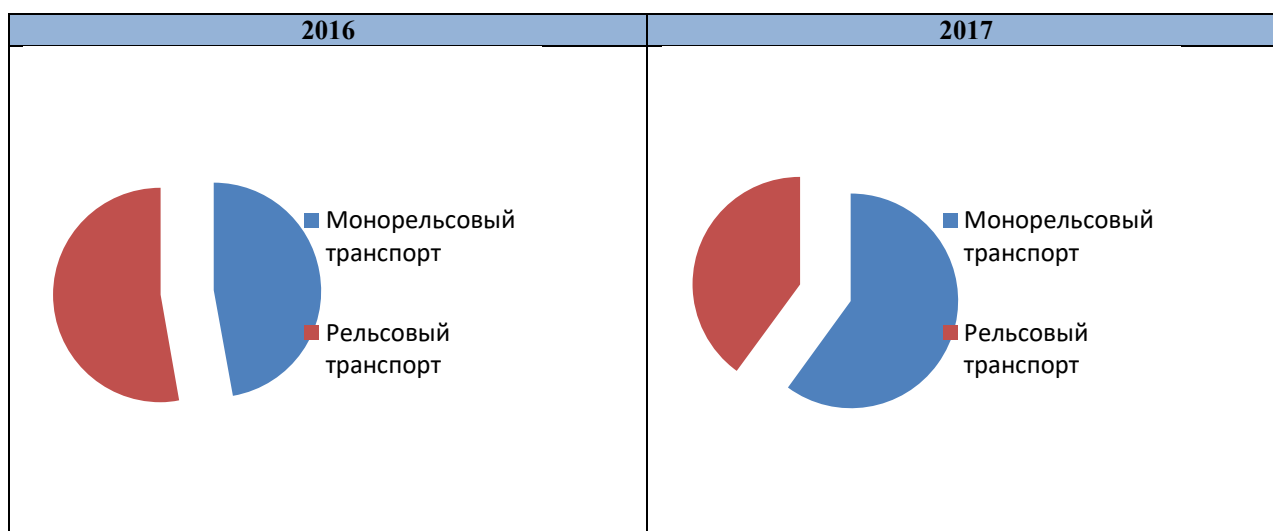 2016
2017
Монорельсовый
транспорт
Рельсовый
транспорт
Монорельсовый
транспорт
Рельсовый
транспорт